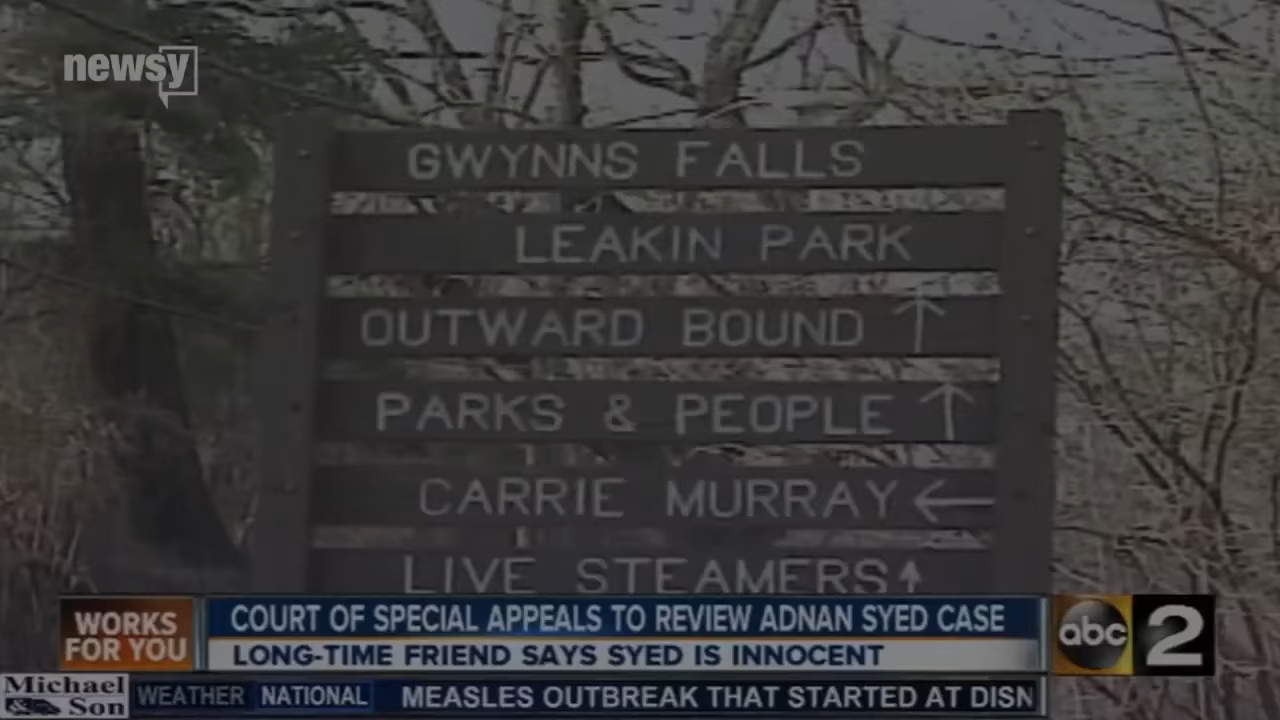 newsy
GWYNNS FALLS
LEAKIN PARK
OUTWARD BOUND ↑
PARKS & PEOPLE ↑
CARRIE MURRAY ←
LIVE STEAMERS ↑
WORKS FOR YOU
COURT OF SPECIAL APPEALS TO REVIEW ADNAN SYED CASE
LONG-TIME FRIEND SAYS SYED IS INNOCENT
abc 2
Michael & Son
WEATHER NATIONAL MEASLES OUTBREAK THAT STARTED AT DISN